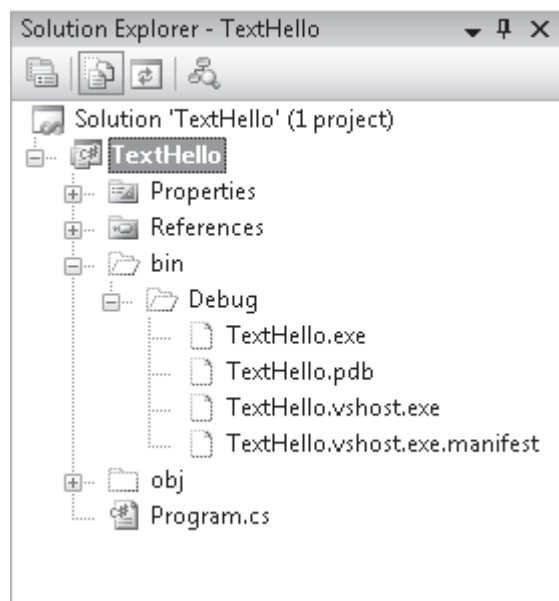 Solution Explorer - TextHello
Solution 'TextHello' (1 project)
TextHello
Properties
References
bin
Debug
TextHello.exe
TextHello.pdb
TextHello.vshost.exe
TextHello.vshost.exe.manifest
obj
Program.cs